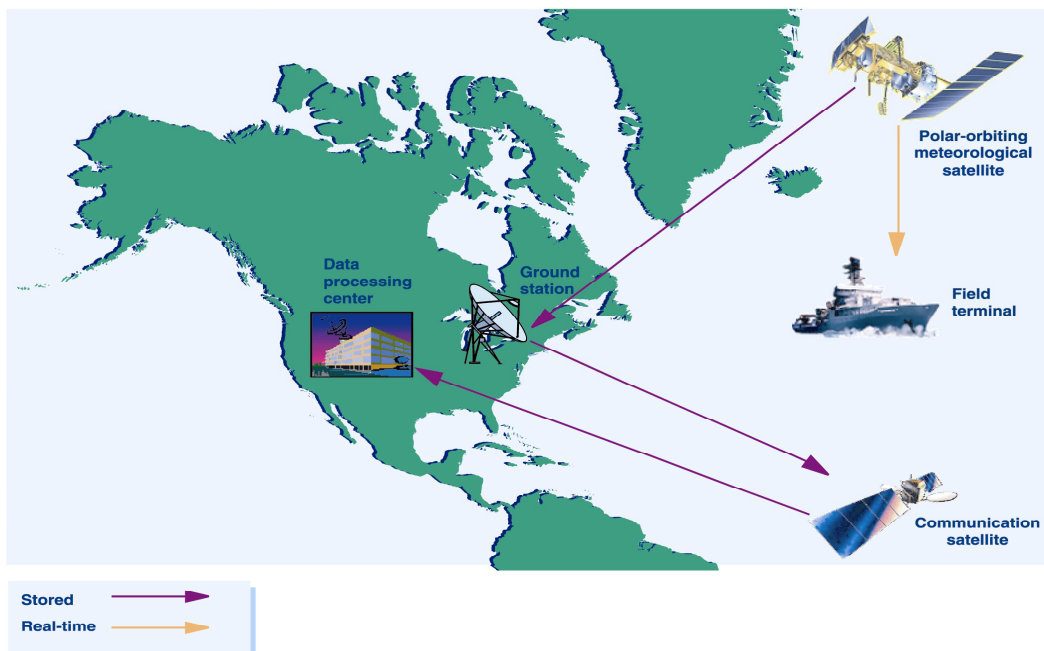 Polar-orbiting
meteorological
satellite
Data
processing
center
Ground
station
Field
terminal
Communication
satellite
Stored
Real-time